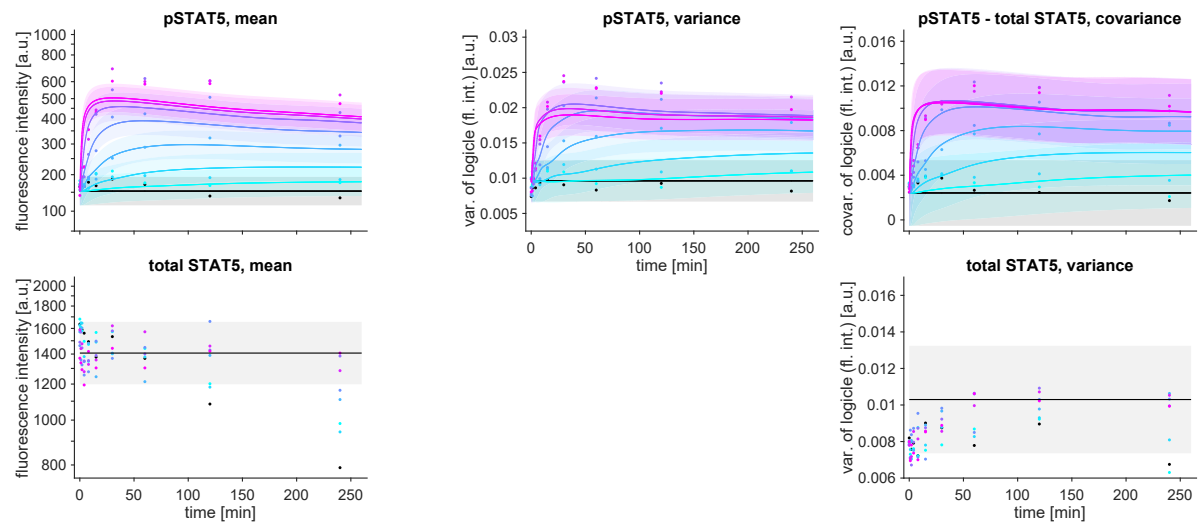 pSTAT5, mean
fluorescence intensity [a.u.]
1000
800
600
500
400
300
200
100
pSTAT5, variance
var. of logicle (fl. int.) [a.u.]
0.03
0.025
0.02
0.015
0.01
0.005
0 50 100 150 200 250
time [min]
pSTAT5 - total STAT5, covariance
covar. of logicle (fl. int.) [a.u.]
0.016
0.012
0.008
0.004
0
total STAT5, mean
fluorescence intensity [a.u.]
2000
1800
1600
1400
1200
1000
800
0 50 100 150 200 250
time [min]
total STAT5, variance
var. of logicle (fl. int.) [a.u.]
0.016
0.014
0.012
0.01
0.008
0.006
0 50 100 150 200 250
time [min]